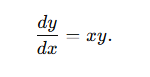 dy/dx = xy.